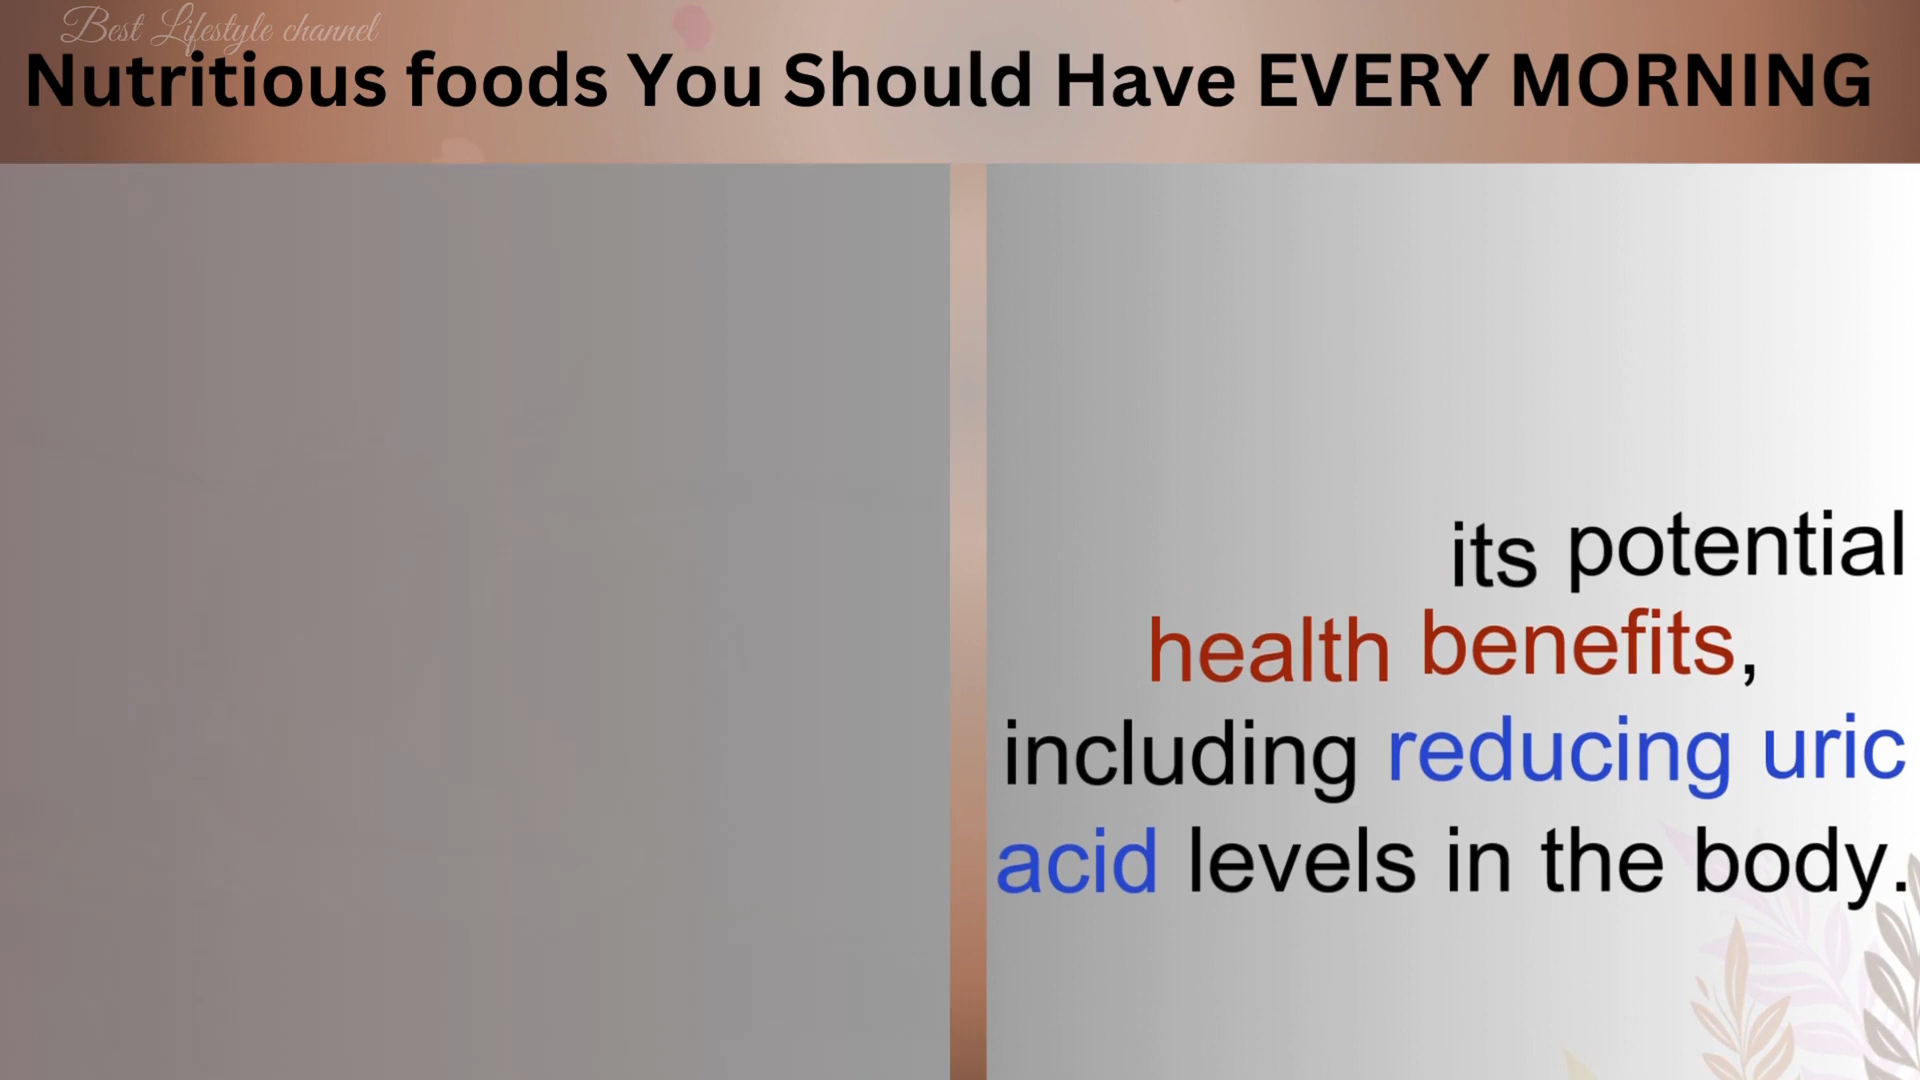 Best Lifestyle channel
Nutritious foods You Should Have EVERY MORNING
its potential
health benefits,
including reducing uric
acid levels in the body.